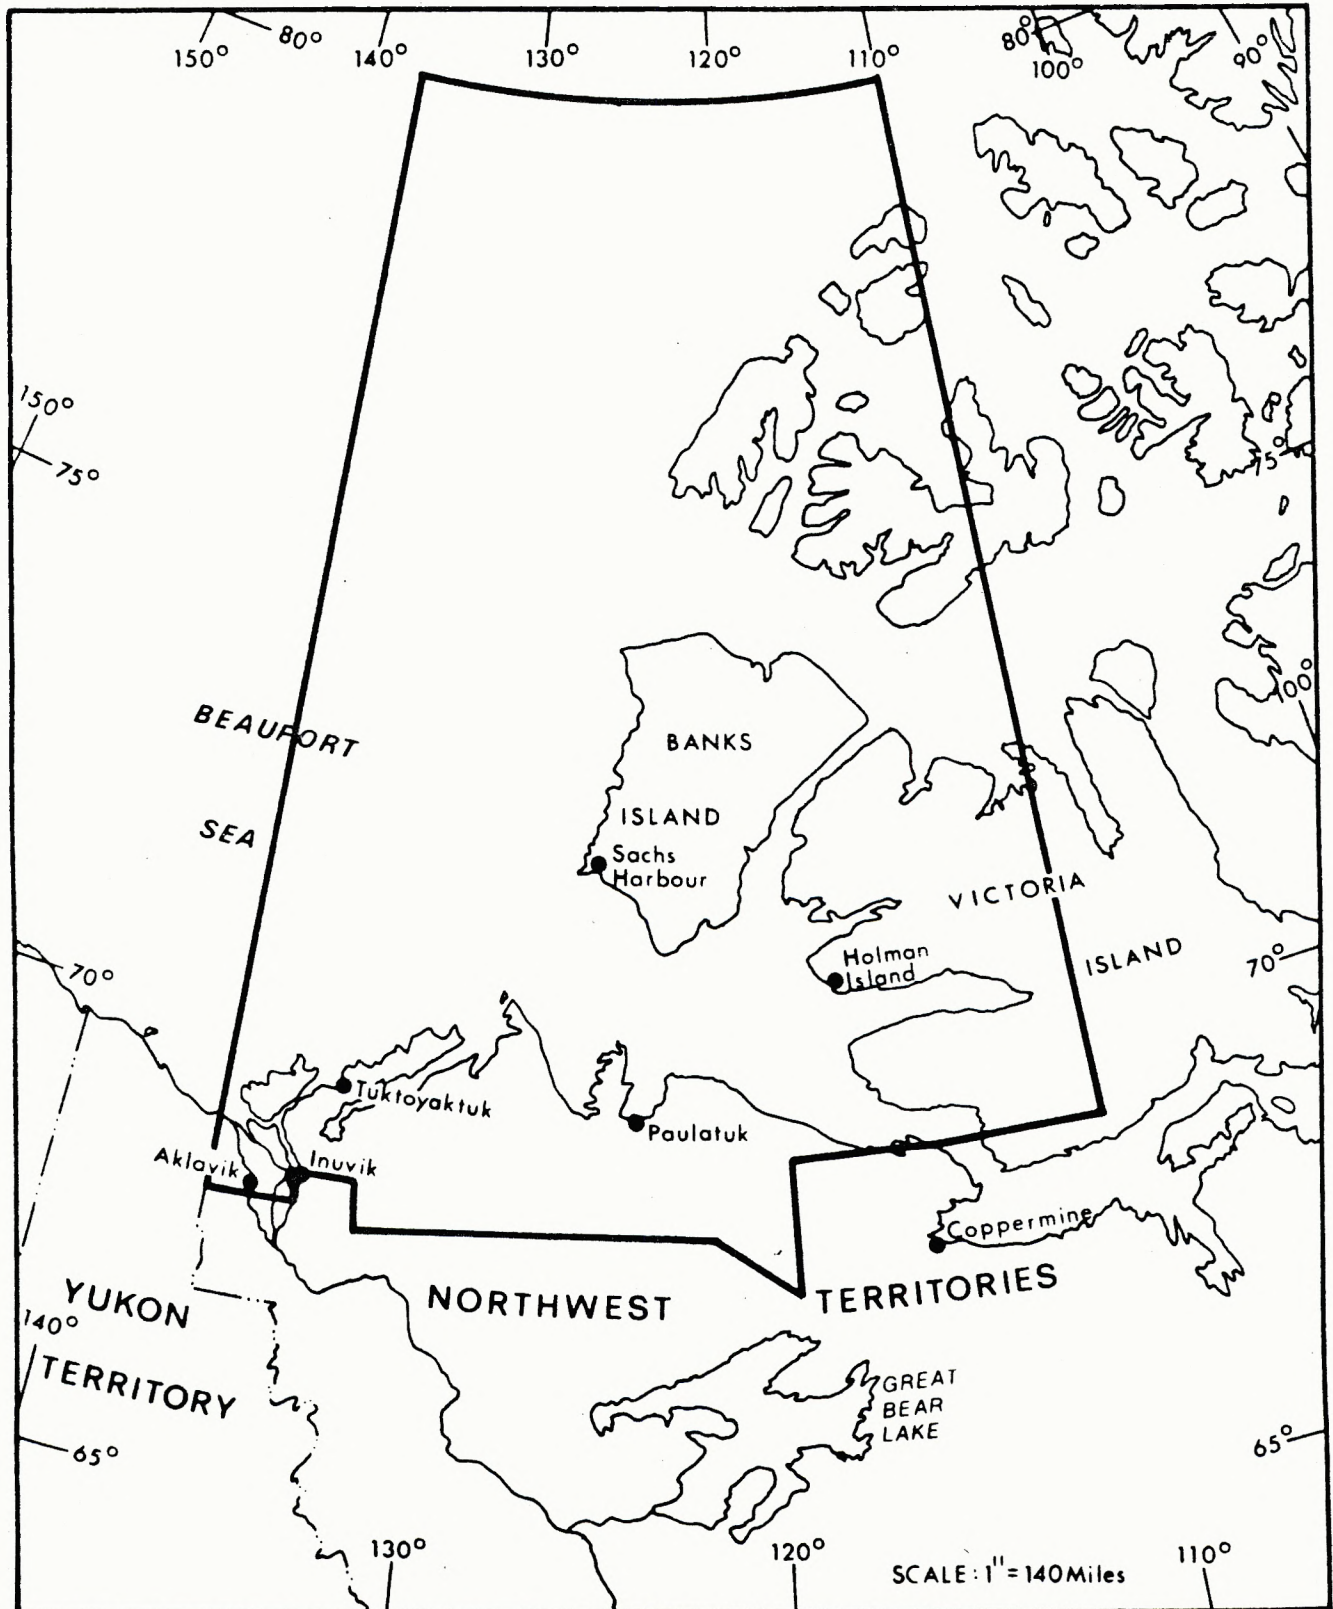 150°
80°
140°
130°
120°
110°
80°
100°
90°
150°
75°
75°
100°
BEAUFORT
SEA
BANKS
ISLAND
Sachs
Harbour
VICTORIA
ISLAND
Holman
Island
70°
70°
Tuktoyaktuk
Paulatuk
Aklavik
Inuvik
Coppermine
YUKON
TERRITORY
NORTHWEST
TERRITORIES
140°
GREAT
BEAR
LAKE
65°
65°
130°
120°
110°
SCALE: 1"=140Miles